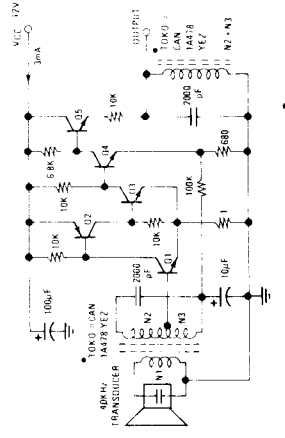 VCC 12V
3mA
100µF
10K
Q2
10K
Q3
6.8K
Q4
Q5
10K
OUTPUT
TOKO
CAN
1A478
YEZ
N2 + N3
2000
pF
10K
Q1
2000
pF
TOKO
CAN
1A478 YEZ
N1
N2
N3
40KHz
TRANSDUCER
10µF
1
100K
680